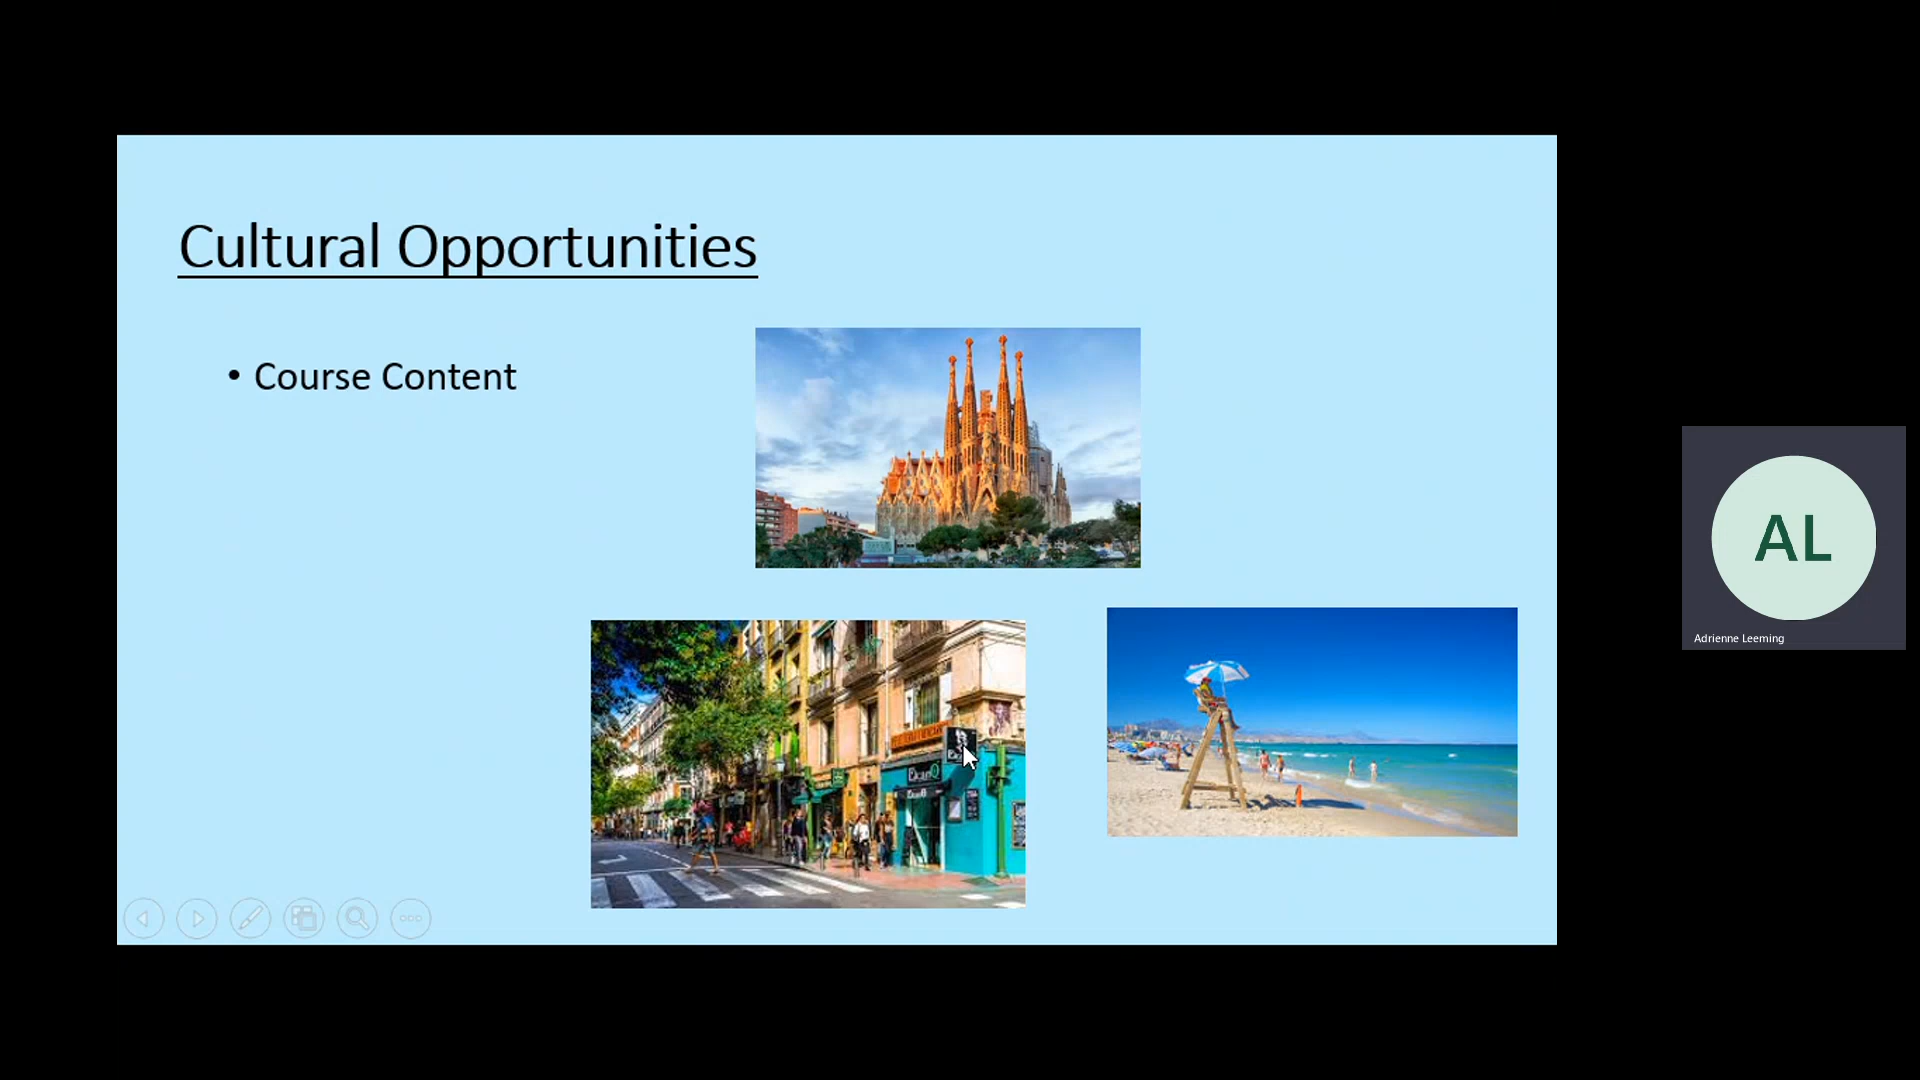 Cultural Opportunities
• Course Content
AL
Adrienne Leeming